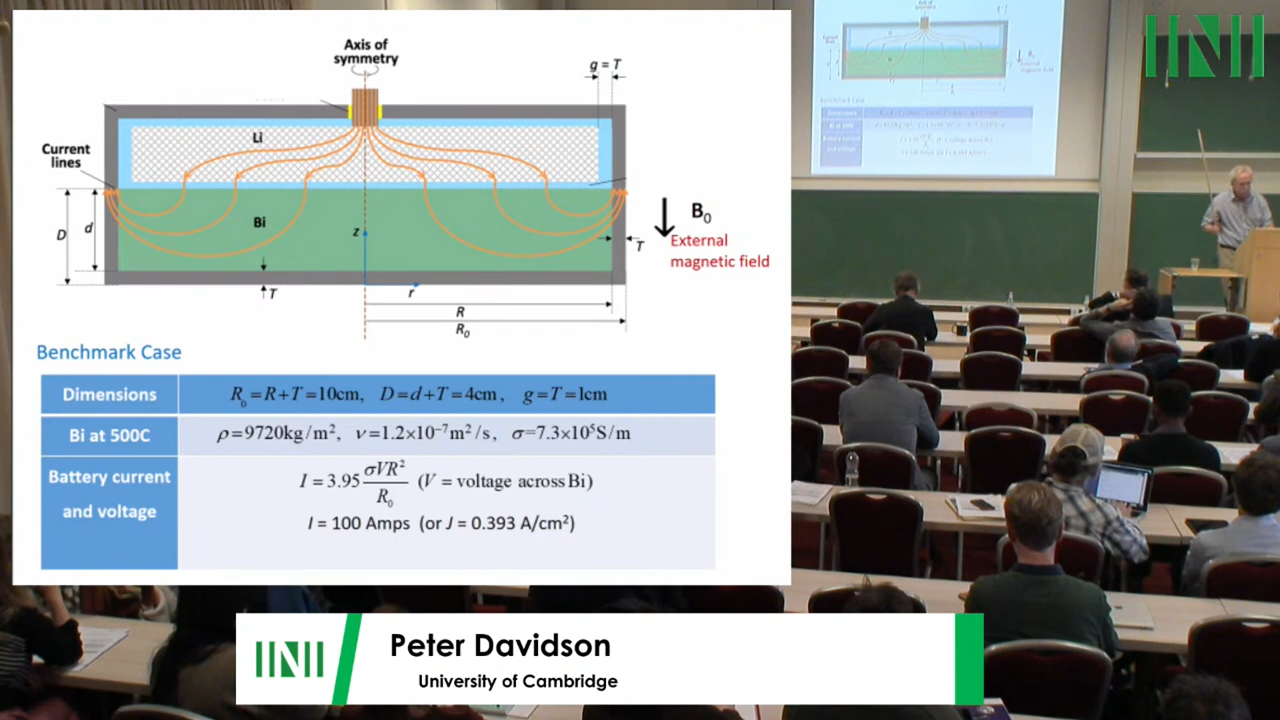 Axis of
symmetry
g = T
Li
Current
lines
Bi
D
d
z
B₀
T
External
magnetic field
T
r
R
R₀
Benchmark Case
Dimensions
R₀=R+T=10cm, D=d+T=4cm, g=T=1cm
Bi at 500C
ρ=9720kg/m², ν=1.2×10⁻⁷m²/s, σ=7.3×10⁵S/m
Battery current
and voltage
I = 3.95 σVR²/R₀ (V = voltage across Bi)
I = 100 Amps (or J = 0.393 A/cm²)
Peter Davidson
University of Cambridge